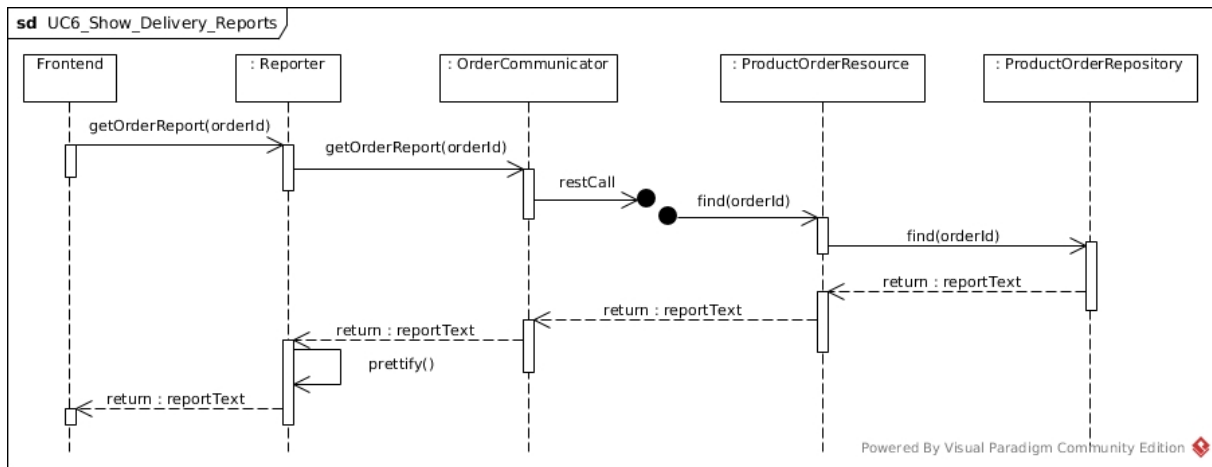 sd UC6_Show_Delivery_Reports
Frontend
: Reporter
: OrderCommunicator
: ProductOrderResource
: ProductOrderRepository
getOrderReport(orderId)
getOrderReport(orderId)
restCall
find(orderId)
find(orderId)
return : reportText
return : reportText
return : reportText
prettify()
return : reportText
Powered By Visual Paradigm Community Edition